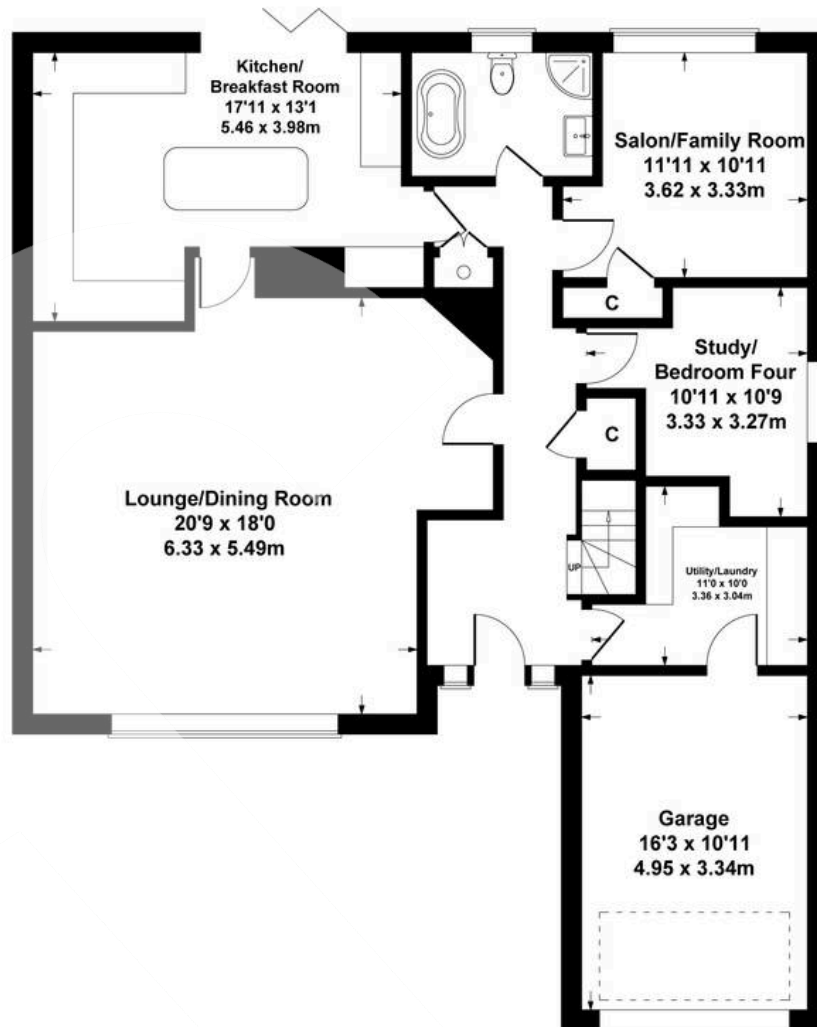 Kitchen/
Breakfast Room
17'11 x 13'1
5.46 x 3.98m
Salon/Family Room
11'11 x 10'11
3.62 x 3.33m
C
Study/
Bedroom Four
10'11 x 10'9
3.33 x 3.27m
C
Lounge/Dining Room
20'9 x 18'0
6.33 x 5.49m
UP
Utility/Laundry
11'0 x 10'0
3.36 x 3.04m
Garage
16'3 x 10'11
4.95 x 3.34m